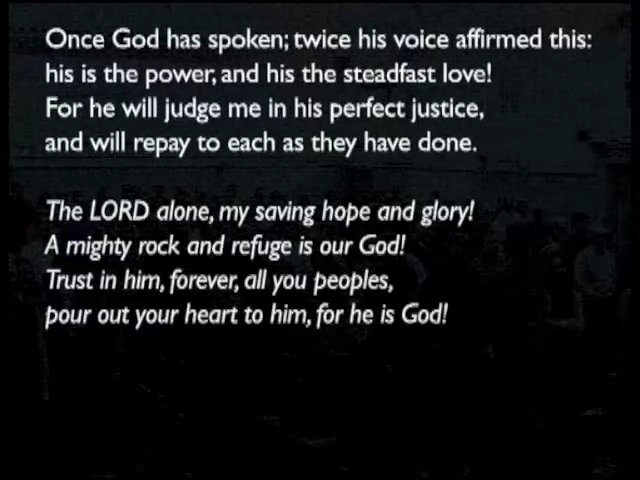 Once God has spoken; twice his voice affirmed this:
his is the power, and his the steadfast love!
For he will judge me in his perfect justice,
and will repay to each as they have done.
The LORD alone, my saving hope and glory!
A mighty rock and refuge is our God!
Trust in him, forever, all you peoples,
pour out your heart to him, for he is God!